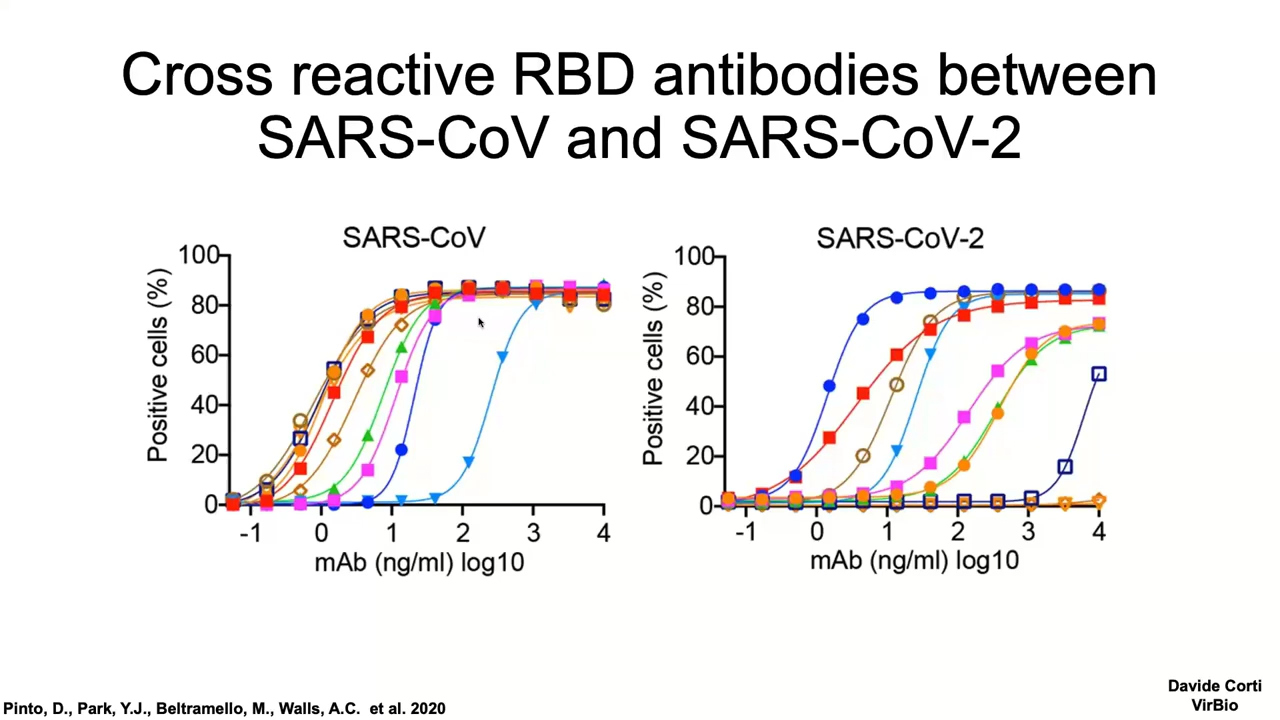 Cross reactive RBD antibodies between
SARS-CoV and SARS-CoV-2
SARS-CoV
100
80
60
40
20
0
Positive cells (%)
-1 0 1 2 3 4
mAb (ng/ml) log10
SARS-CoV-2
100
80
60
40
20
0
Positive cells (%)
-1 0 1 2 3 4
mAb (ng/ml) log10
Pinto, D., Park, Y.J., Beltramello, M., Walls, A.C. et al. 2020
Davide Corti
VirBio